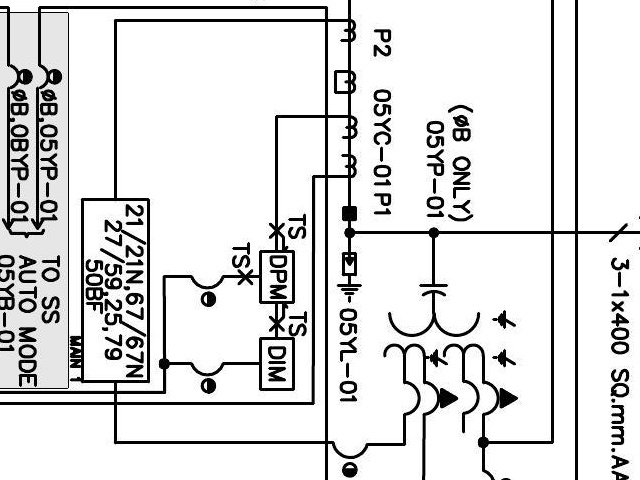 P2
05YC-01
P1
(øB ONLY)
05YP-01
05YL-01
3-1x400 SQ.mm.AA
TS
TS
TS
DPM
DIM
21/21N,67/67N
27/59,25,79
50BF
MAIN 1
øB,05YP-01
øB,0BYP-01
TO SS
AUTO MODE
05YB-01